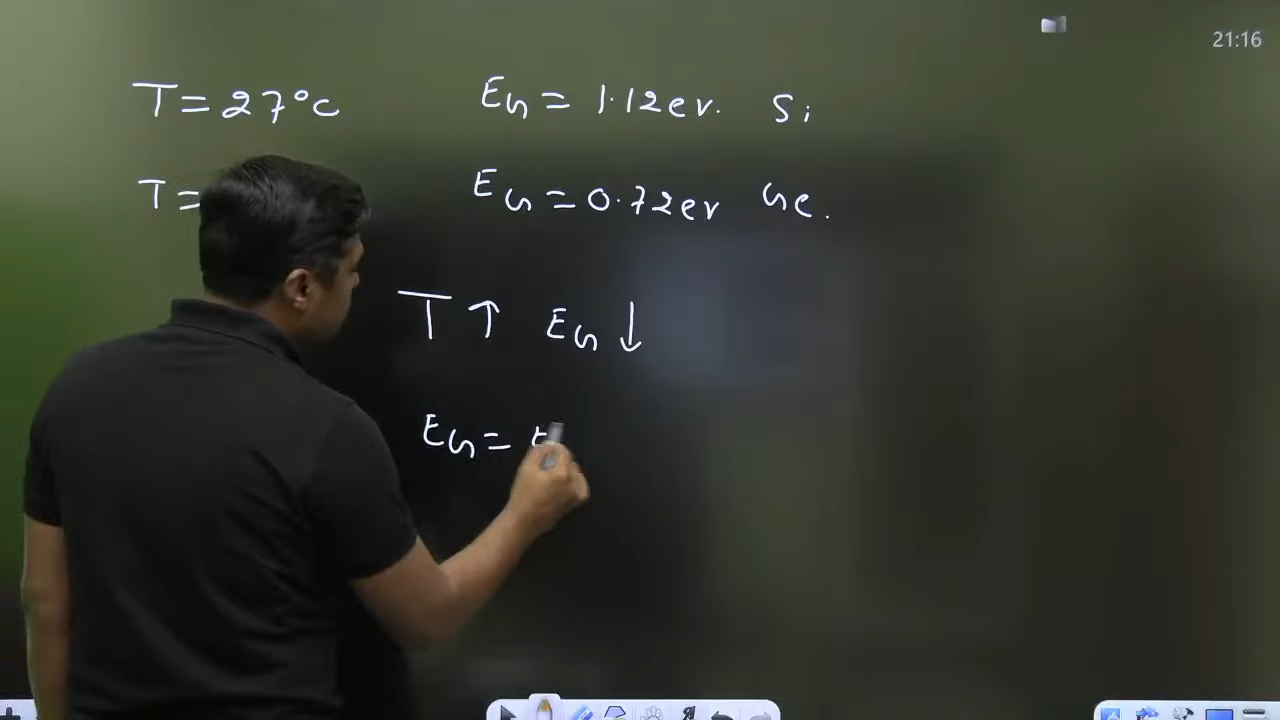 21:16
T = 27°C EG = 1.12ev. Si
T = EG = 0.72ev Ge.
T ↑ EG ↓
EG =